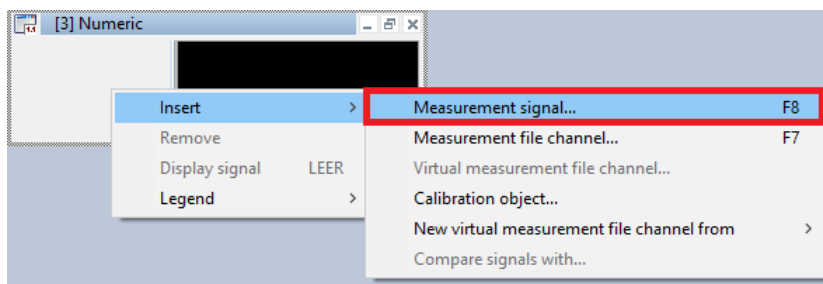 [3] Numeric
Insert >
Remove
Display signal LEER
Legend >
Measurement signal... F8
Measurement file channel... F7
Virtual measurement file channel...
Calibration object...
New virtual measurement file channel from >
Compare signals with...